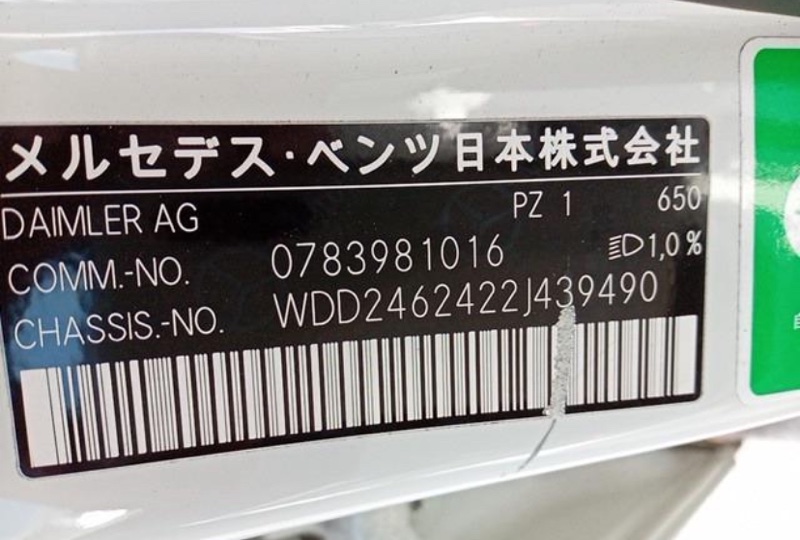 メルセデス・ベンツ日本株式会社
DAIMLER AG PZ 1 650
COMM.-NO. 0783981016 1,0 %
CHASSIS.-NO. WDD2462422J439490
自